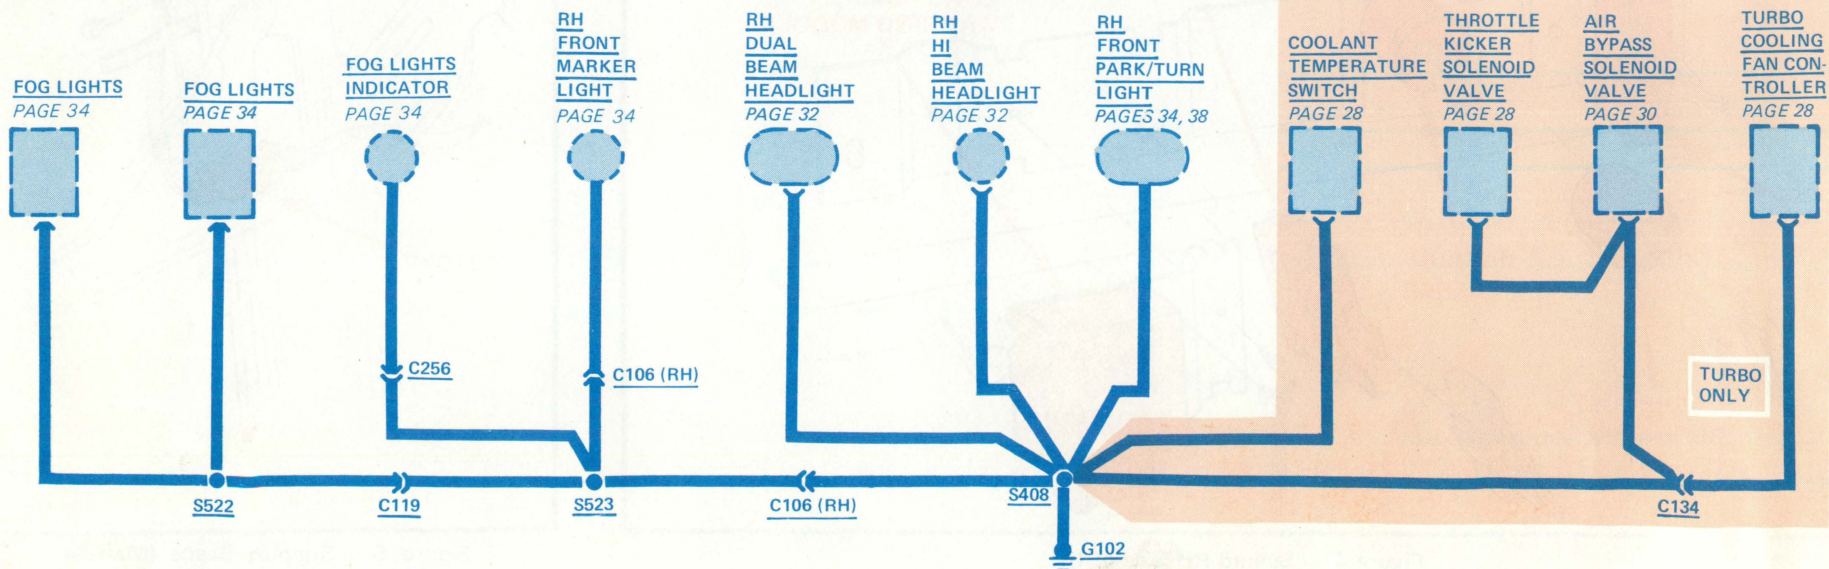 FOG LIGHTS
PAGE 34
FOG LIGHTS
PAGE 34
FOG LIGHTS
INDICATOR
PAGE 34
RH
FRONT
MARKER
LIGHT
PAGE 34
RH
DUAL
BEAM
HEADLIGHT
PAGE 32
RH
HI
BEAM
HEADLIGHT
PAGE 32
RH
FRONT
PARK/TURN
LIGHT
PAGES 34, 38
COOLANT
TEMPERATURE
SWITCH
PAGE 28
THROTTLE
KICKER
SOLENOID
VALVE
PAGE 28
AIR
BYPASS
SOLENOID
VALVE
PAGE 30
TURBO
COOLING
FAN CON-
TROLLER
PAGE 28
C256
C106 (RH)
TURBO
ONLY
S522
C119
S523
C106 (RH)
S408
C134
G102